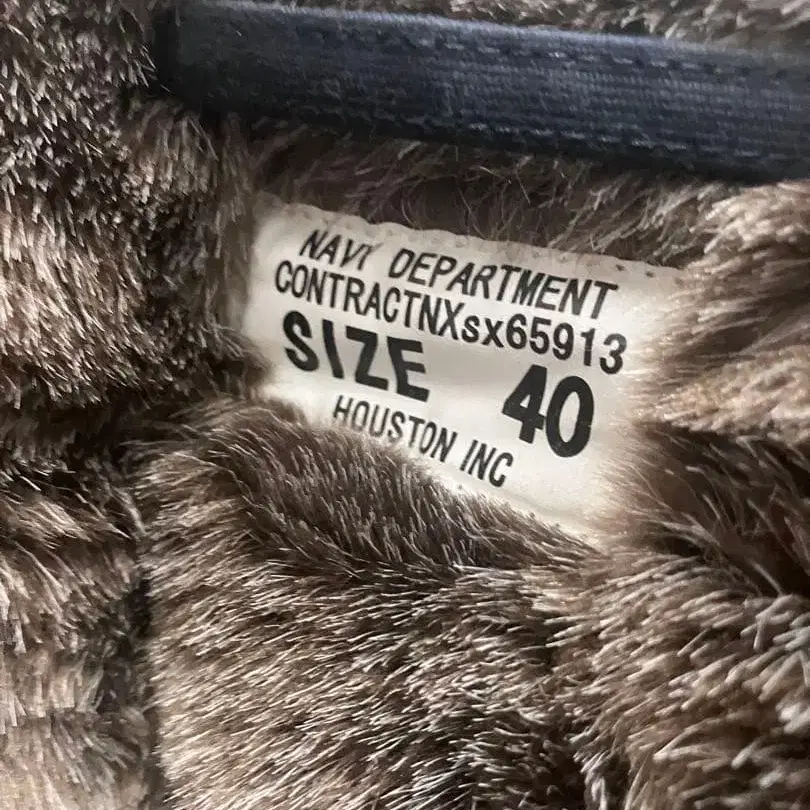 NAVY DEPARTMENT
CONTRACTNXsx65913
SIZE 40
HOUSTON INC